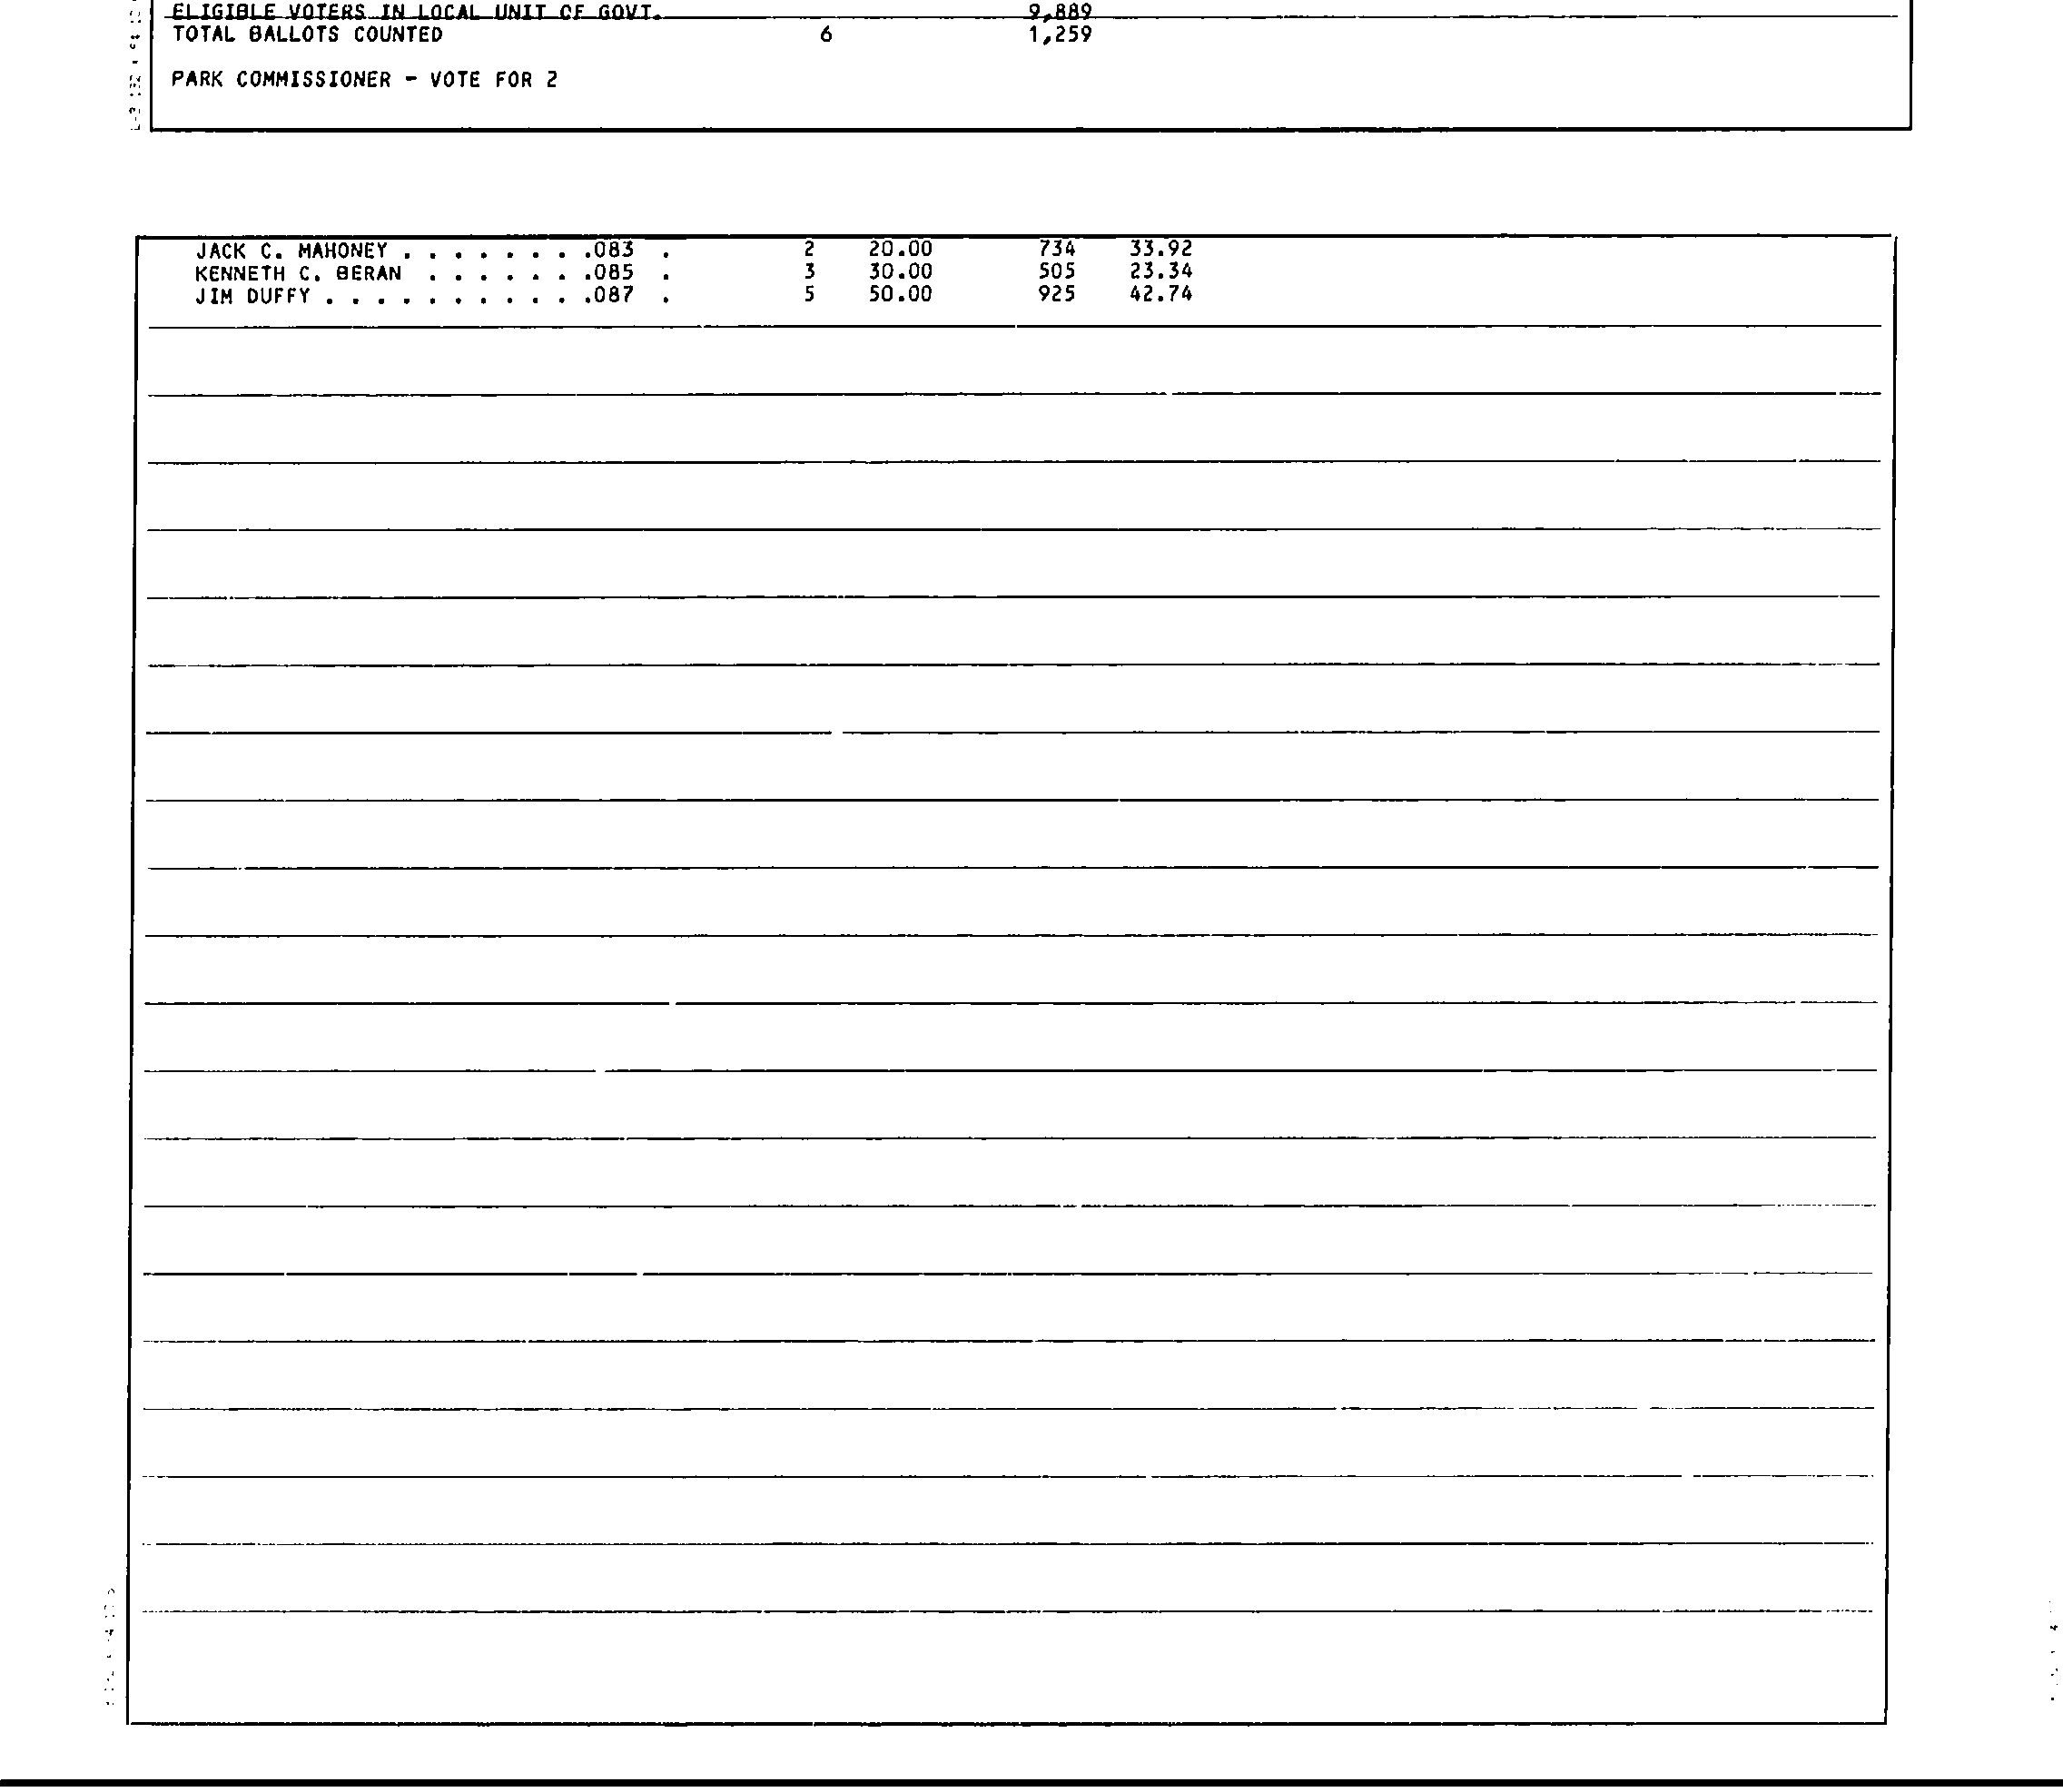 ELIGIBLE VOTERS IN LOCAL UNIT OF GOVT. 9,889
TOTAL BALLOTS COUNTED 6 1,259
PARK COMMISSIONER - VOTE FOR 2
JACK C. MAHONEY . . . . . . . .083 . 2 20.00 734 33.92
KENNETH C. BERAN . . . . . . .085 . 3 30.00 505 23.34
JIM DUFFY . . . . . . . . . . .087 . 5 50.00 925 42.74